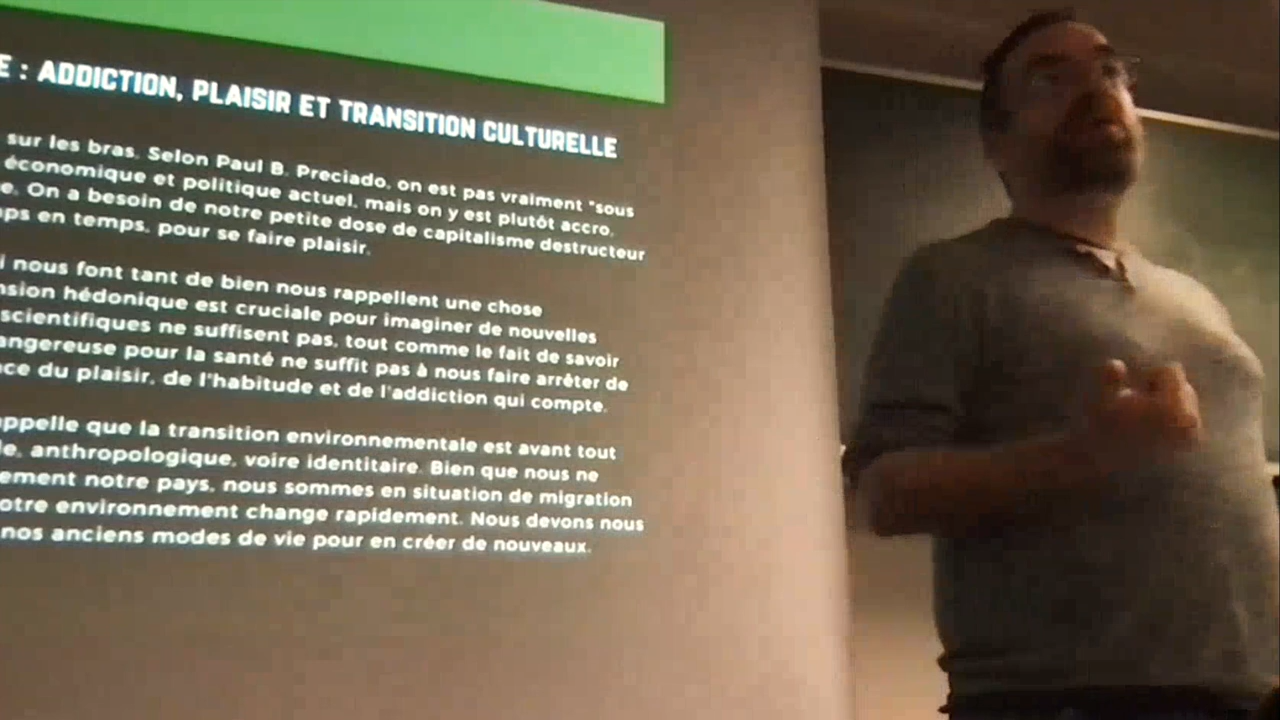 E : ADDICTION, PLAISIR ET TRANSITION CULTURELLE
sur les bras. Selon Paul B. Preciado, on est pas vraiment "sous
économique et politique actuel, mais on y est plutôt accro.
e. On a besoin de notre petite dose de capitalisme destructeur
ps en temps, pour se faire plaisir.
i nous font tant de bien nous rappellent une chose
nsion hédonique est cruciale pour imaginer de nouvelles
scientifiques ne suffisent pas, tout comme le fait de savoir
angereuse pour la santé ne suffit pas à nous faire arrêter de
ce du plaisir, de l'habitude et de l'addiction qui compte.
appelle que la transition environnementale est avant tout
le, anthropologique, voire identitaire. Bien que nous ne
ement notre pays, nous sommes en situation de migration
otre environnement change rapidement. Nous devons nous
nos anciens modes de vie pour en créer de nouveaux.